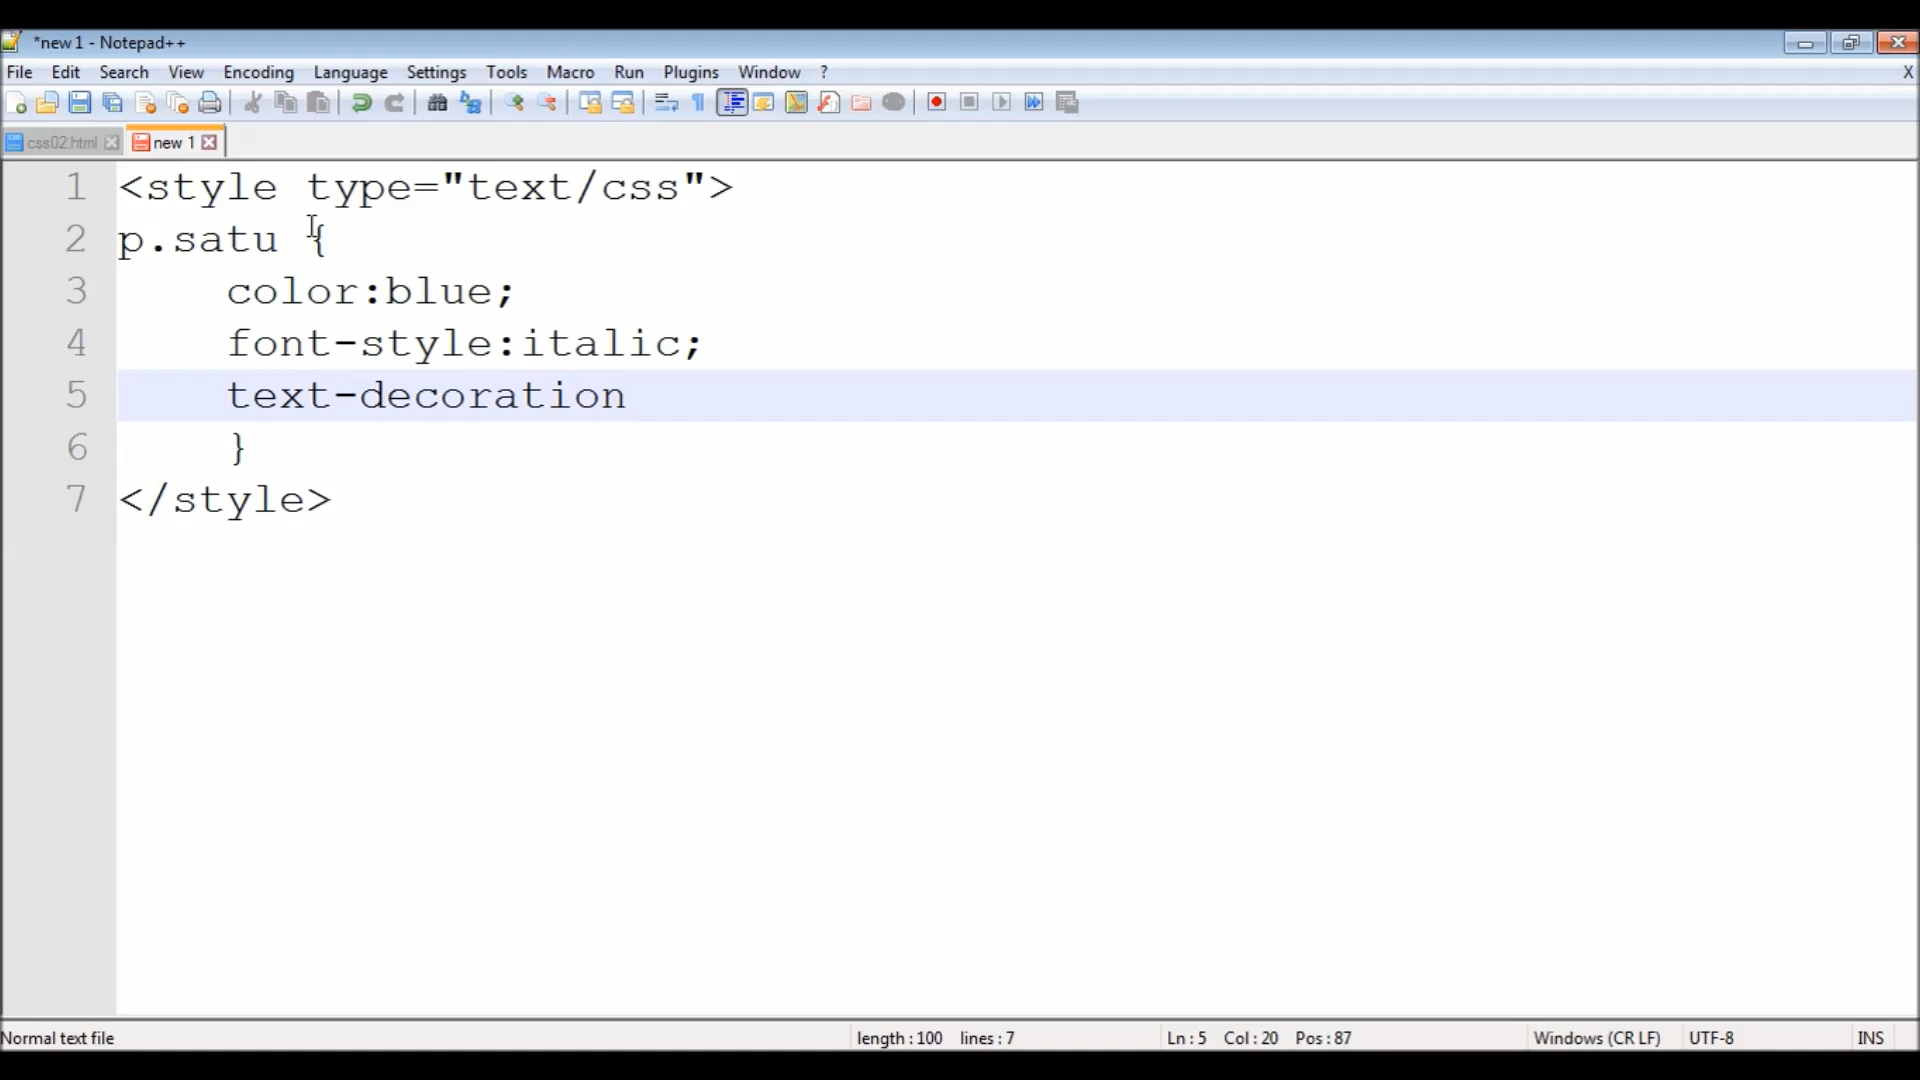 *new 1 - Notepad++
File Edit Search View Encoding Language Settings Tools Macro Run Plugins Window ? X
css02.html new 1
1 <style type="text/css">
2 p.satu {
3 color:blue;
4 font-style:italic;
5 text-decoration
6 }
7 </style>
Normal text file length : 100 lines : 7 Ln : 5 Col : 20 Pos : 87 Windows (CR LF) UTF-8 INS